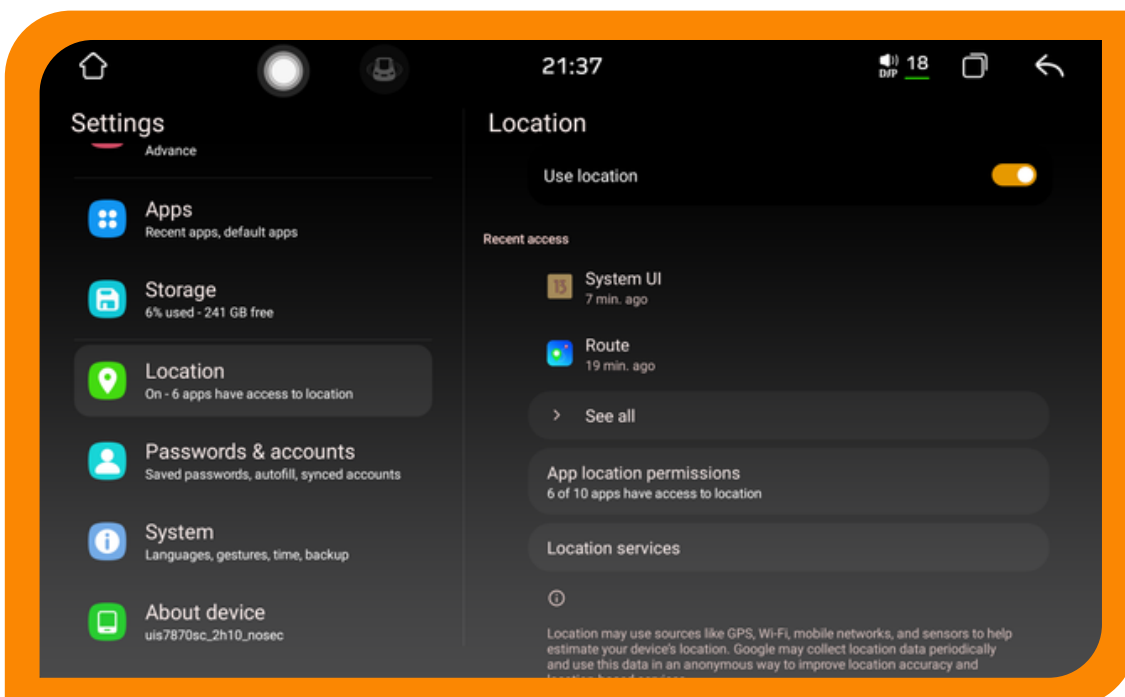 21:37
D/P 18
Settings
Advance
Apps
Recent apps, default apps
Storage
6% used - 241 GB free
Location
On - 6 apps have access to location
Passwords & accounts
Saved passwords, autofill, synced accounts
System
Languages, gestures, time, backup
About device
uis7870sc_2h10_nosec
Location
Use location
Recent access
13
System UI
7 min. ago
Route
19 min. ago
See all
App location permissions
6 of 10 apps have access to location
Location services
Location may use sources like GPS, Wi-Fi, mobile networks, and sensors to help
estimate your device's location. Google may collect location data periodically
and use this data in an anonymous way to improve location accuracy and